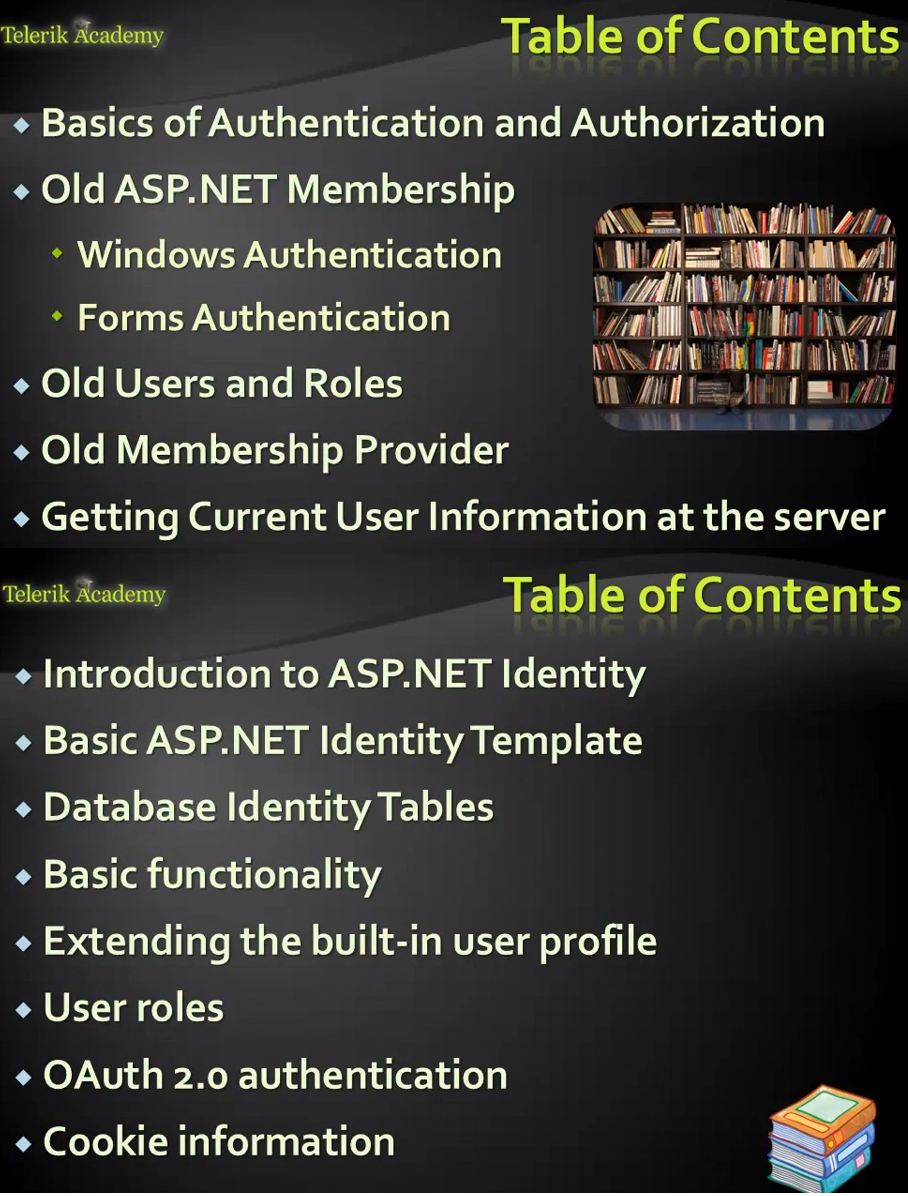 Telerik Academy
Table of Contents
Basics of Authentication and Authorization
Old ASP.NET Membership
Windows Authentication
Forms Authentication
Old Users and Roles
Old Membership Provider
Getting Current User Information at the server
Telerik Academy
Table of Contents
Introduction to ASP.NET Identity
Basic ASP.NET Identity Template
Database Identity Tables
Basic functionality
Extending the built-in user profile
User roles
OAuth 2.0 authentication
Cookie information